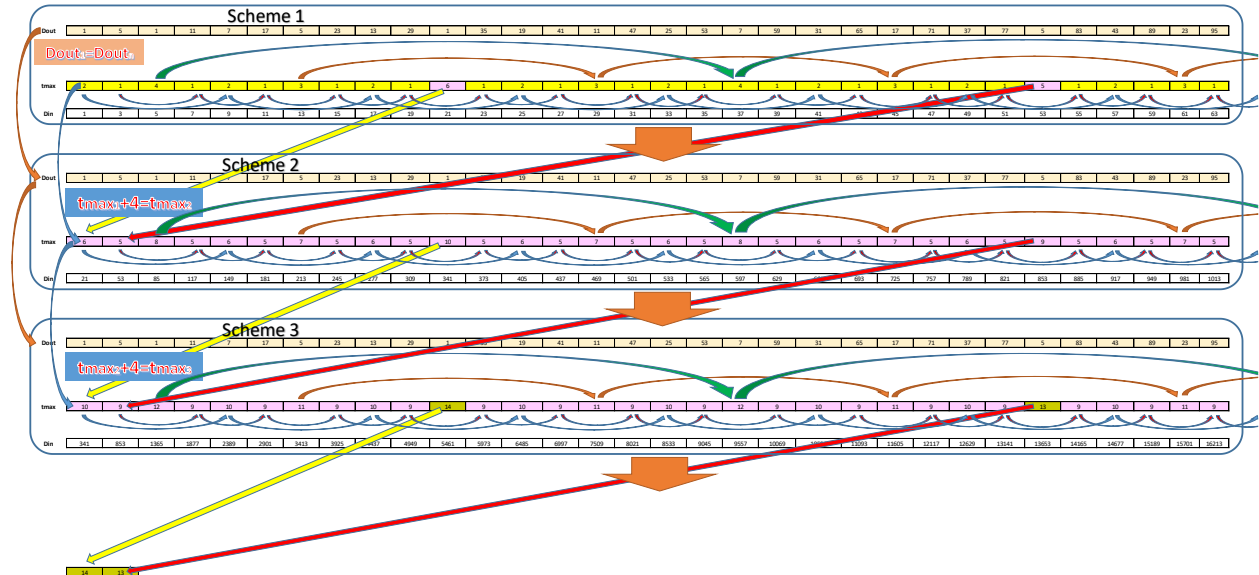 Scheme 1
Dout 1 5 1 11 7 17 5 23 13 29 1 35 19 41 11 47 25 53 7 59 31 65 17 71 37 77 5 83 43 89 23 95
Dout₁=Dout₂
tmax 2 1 4 1 2 1 3 1 2 1 6 1 2 1 3 1 2 1 4 1 2 1 3 1 2 1 5 1 2 1 3 1
Din 1 3 5 7 9 11 13 15 17 19 21 23 25 27 29 31 33 35 37 39 41 43 45 47 49 51 53 55 57 59 61 63
Scheme 2
Dout 1 5 1 11 7 17 5 23 13 29 1 19 41 11 47 25 53 7 59 31 65 17 71 37 77 5 83 43 89 23 95
tmax₁+4=tmax₂
tmax 6 5 8 5 6 5 7 5 6 5 10 5 6 5 7 5 6 5 8 5 6 5 7 5 6 5 9 5 6 5 7 5
Din 21 53 85 117 149 181 213 245 277 309 341 373 405 437 469 501 533 565 597 629 693 725 757 789 821 853 885 917 949 981 1013
Scheme 3
Dout 1 5 1 11 7 17 5 23 13 29 1 19 41 11 47 25 53 7 59 31 65 17 71 37 77 5 83 43 89 23 95
tmax₂+4=tmax₃
tmax 10 9 12 9 10 9 11 9 10 9 14 9 10 9 11 9 10 9 12 9 10 9 11 9 10 9 13 9 10 9 11 9
Din 341 853 1365 1877 2389 2901 3413 3925 4949 5461 5973 6485 6997 7509 8021 8533 9045 9557 10069 11093 11605 12117 12629 13141 13653 14165 14677 15189 15701 16213
14 13